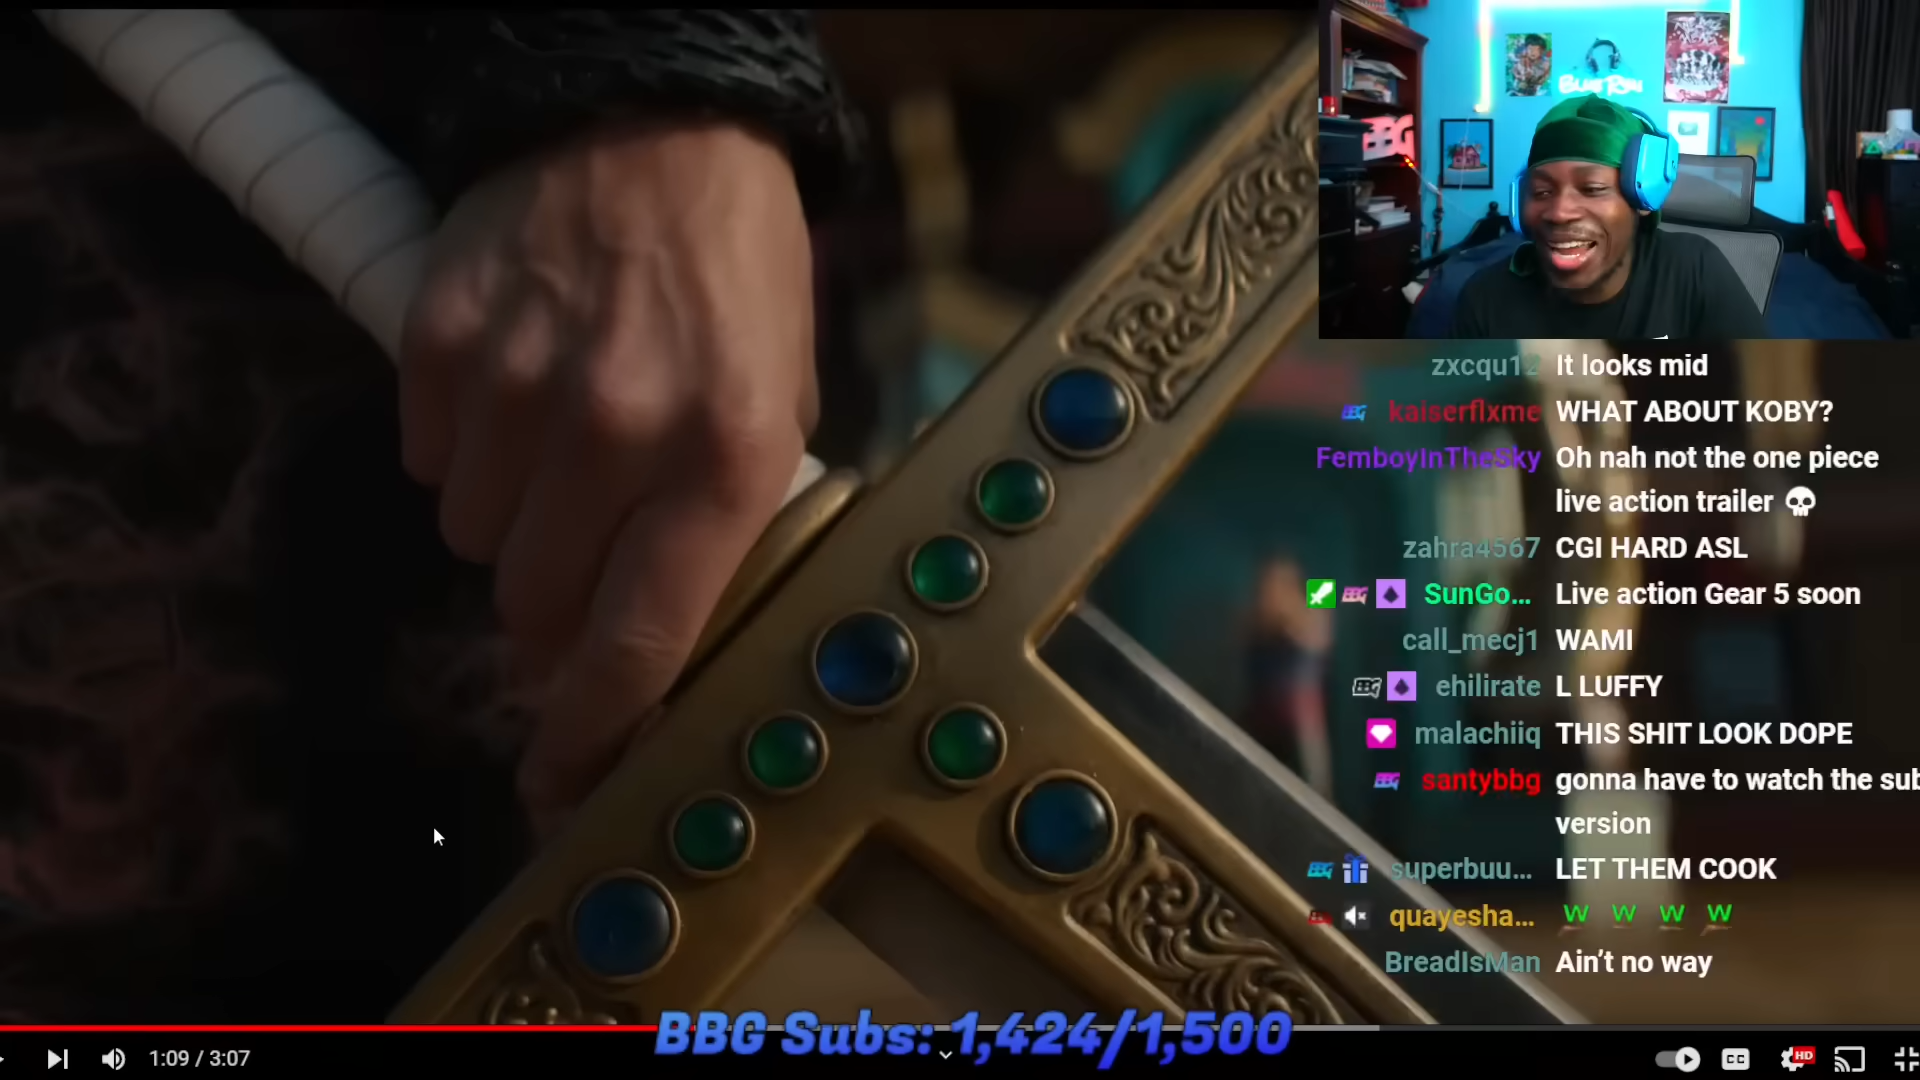 zxcqu12 It looks mid
kaiserflxme WHAT ABOUT KOBY?
FemboyInTheSky Oh nah not the one piece
live action trailer 💀
zahra4567 CGI HARD ASL
SunGo... Live action Gear 5 soon
call_mecj1 WAMI
ehilirate L LUFFY
malachiiq THIS SHIT LOOK DOPE
santybbg gonna have to watch the sub
version
superbuu... LET THEM COOK
quayesha... W W W W
BreadIsMan Ain’t no way
BBG Subs: 1,424/1,500
1:09 / 3:07
CC
HD